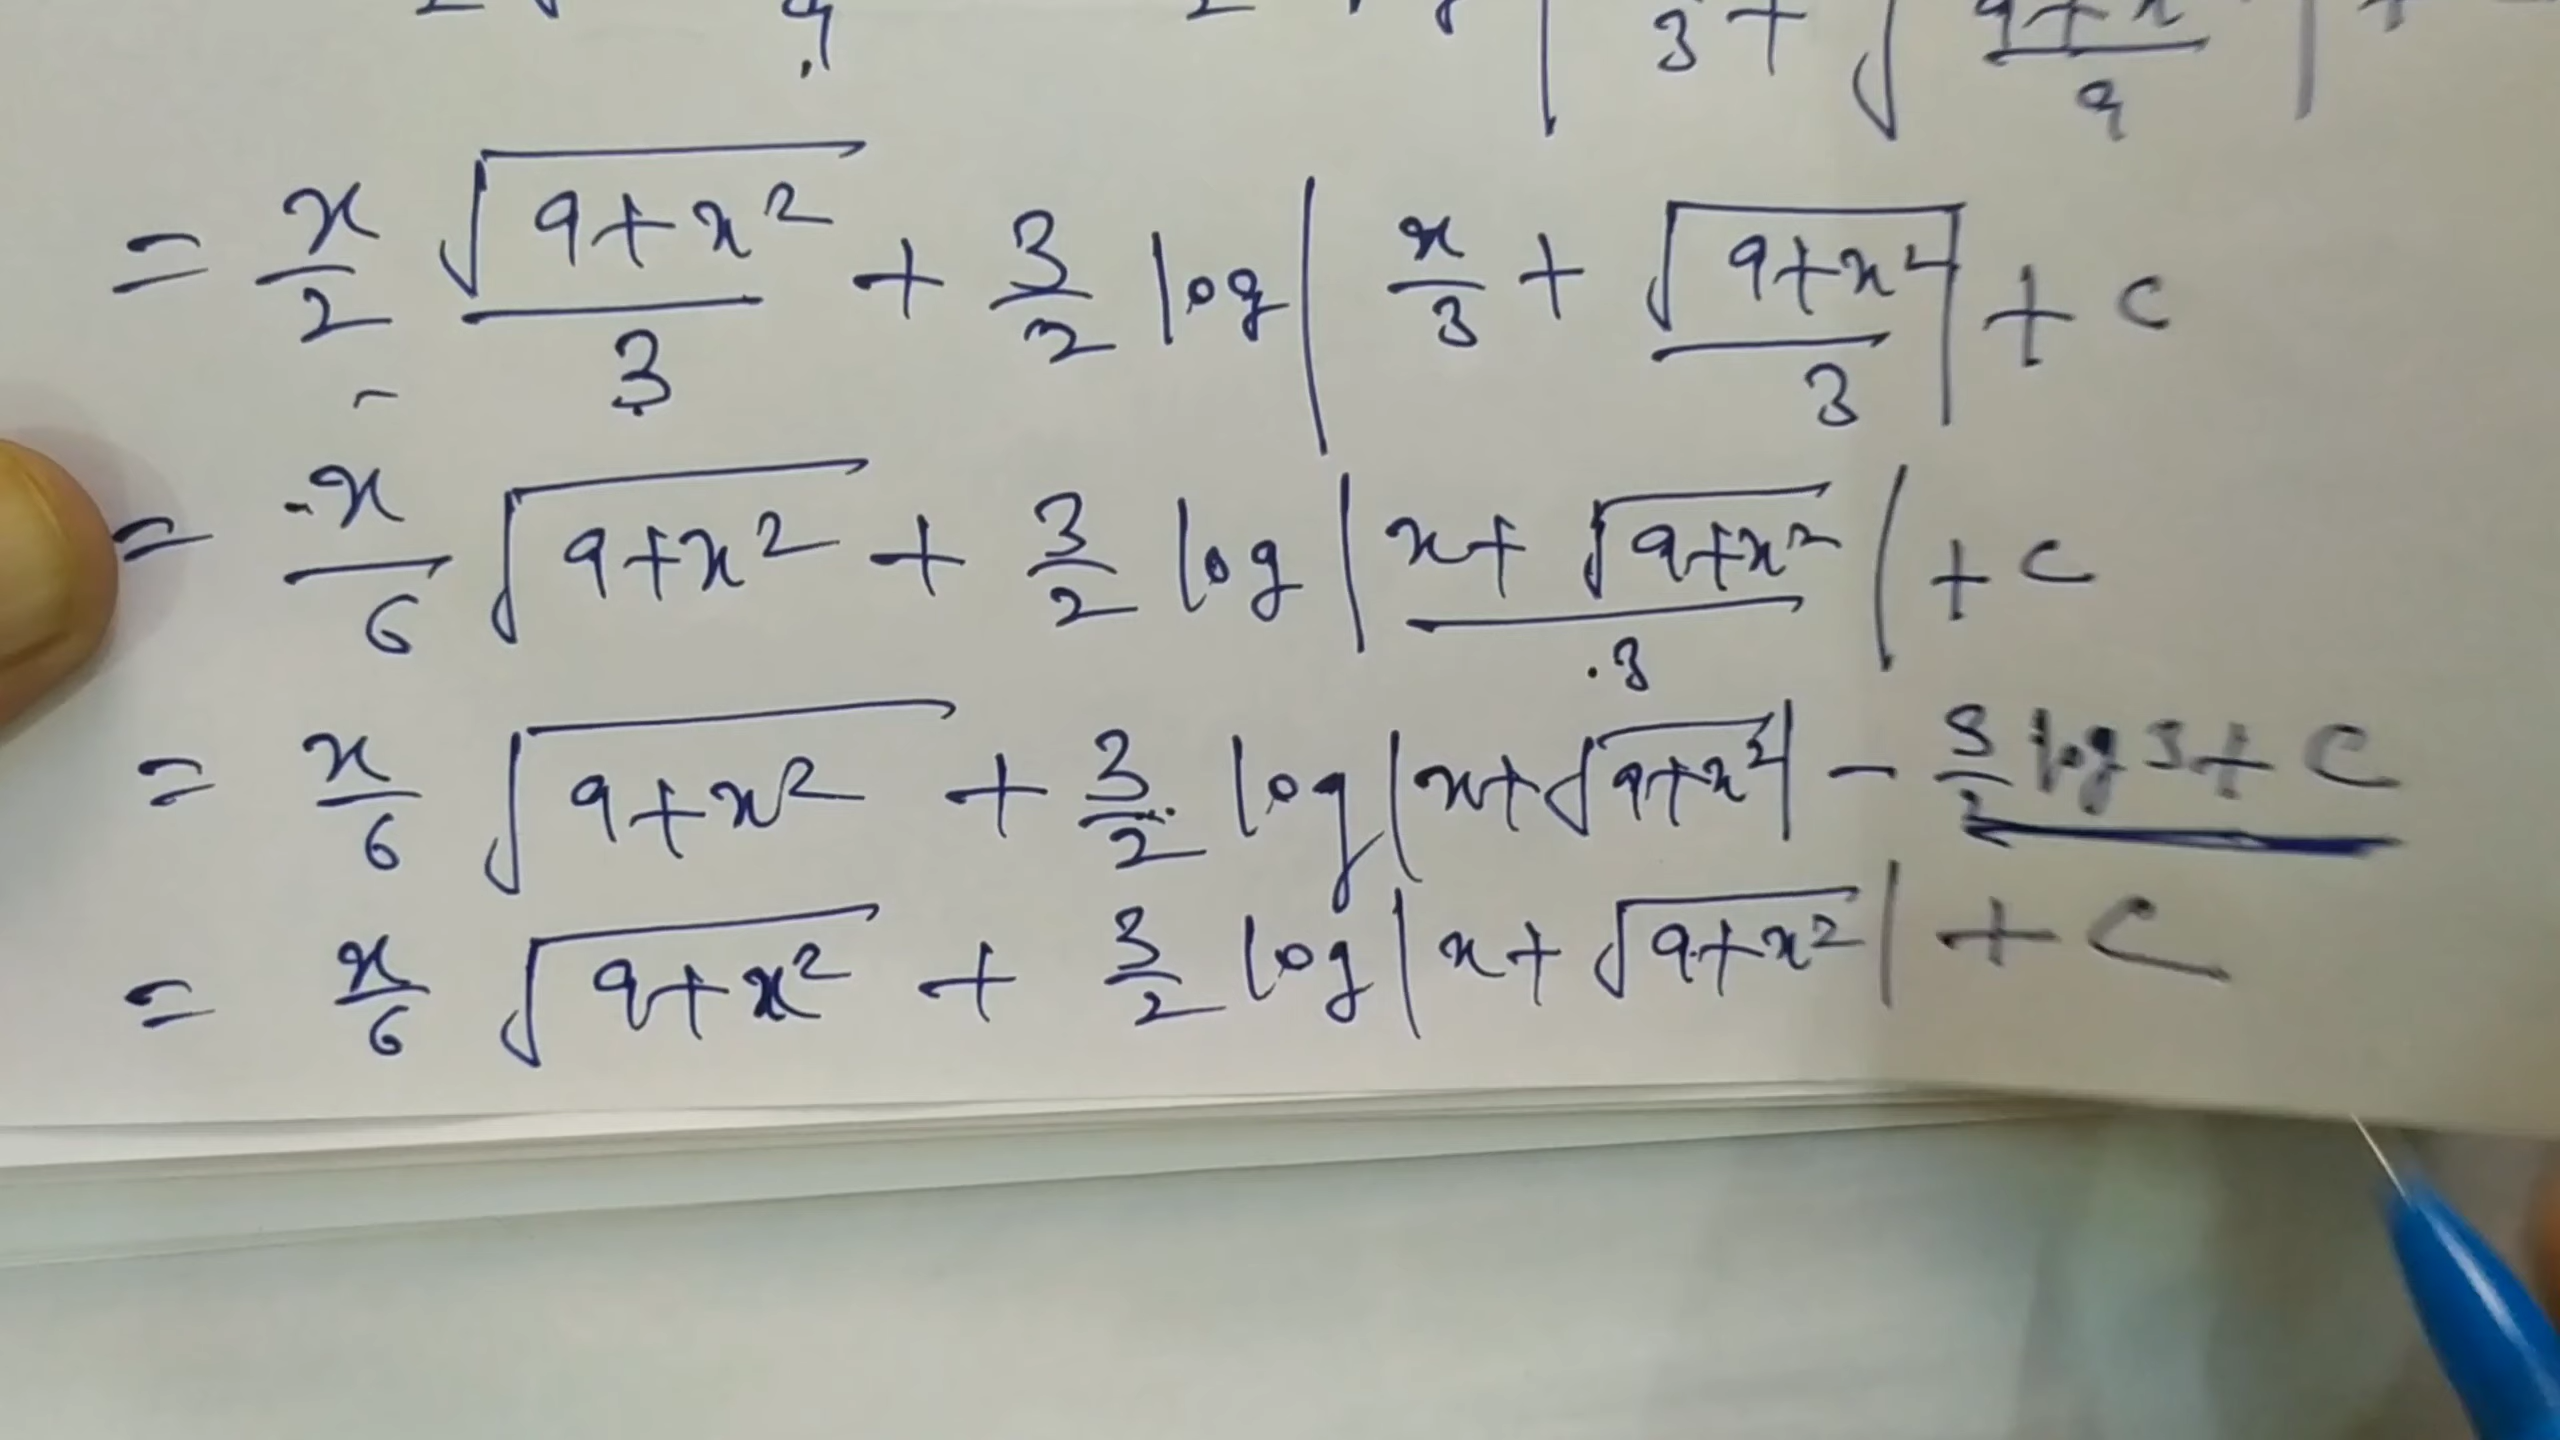 = x/2 √(9+x²)/3 + 3/2 log | x/3 + √(9+x²)/3 | + c
= x/6 √(9+x²) + 3/2 log | (x+√(9+x²))/3 | + c
= x/6 √(9+x²) + 3/2 log |x+√(9+x²)| - 3/2 log 3 + C
= x/6 √(9+x²) + 3/2 log |x+√(9+x²)| + C